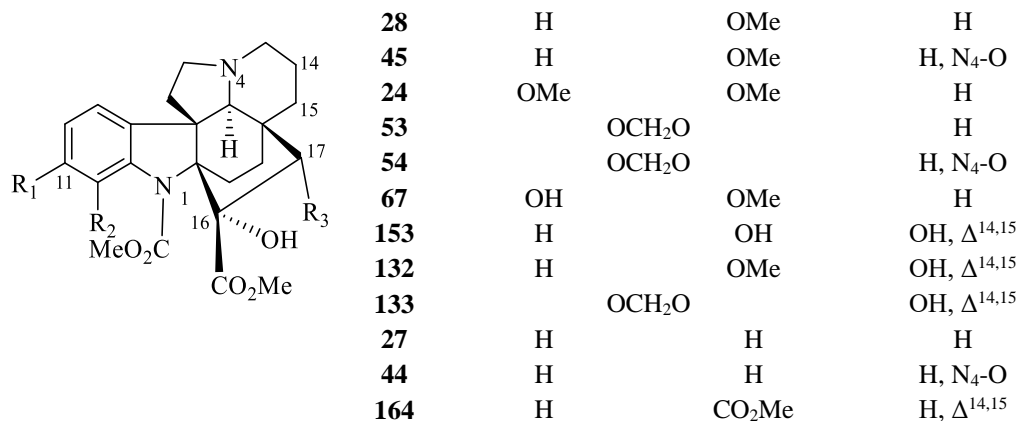 28 H OMe H
45 H OMe H, N₄-O
24 OMe OMe H
53 OCH₂O H
54 OCH₂O H, N₄-O
67 OH OMe H
153 H OH OH, Δ¹⁴,¹⁵
132 H OMe OH, Δ¹⁴,¹⁵
133 OCH₂O OH, Δ¹⁴,¹⁵
27 H H H
44 H H H, N₄-O
164 H CO₂Me H, Δ¹⁴,¹⁵
N
4
14
15
H
17
R₁
11
N
1
R₂
16
R₃
OH
MeO₂C
CO₂Me